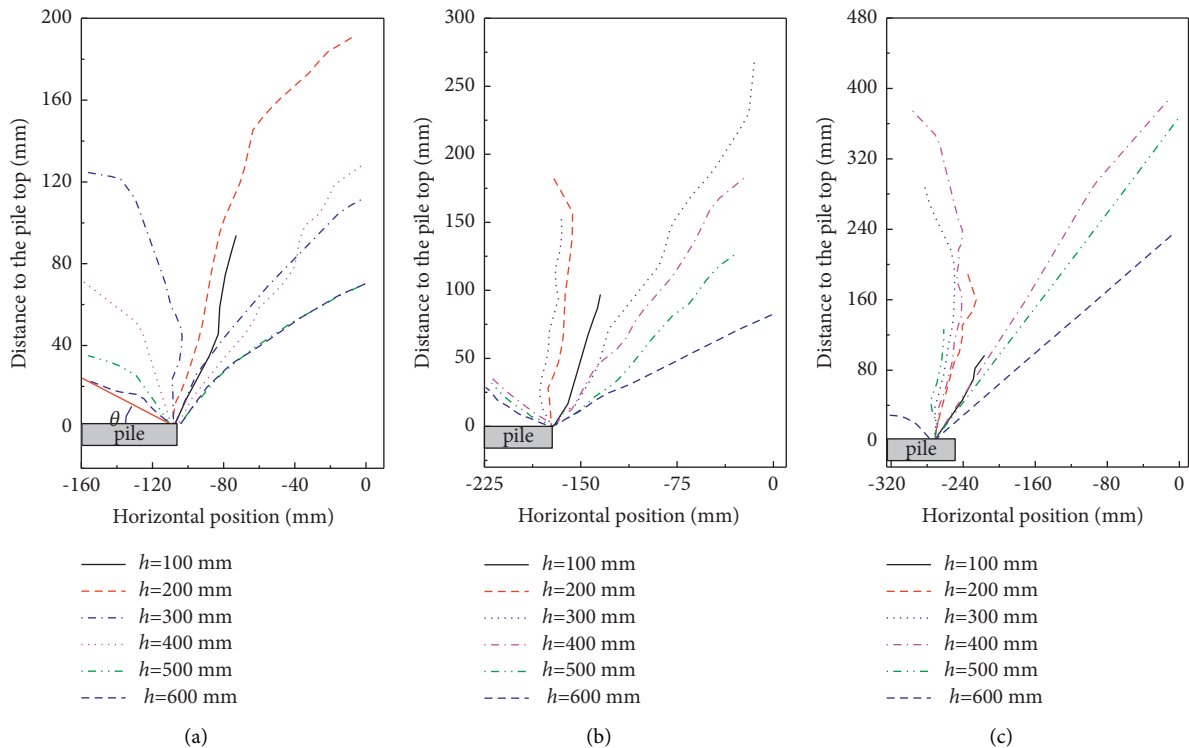 200
160
120
80
40
0
Distance to the pile top (mm)
θ
pile
-160
-120
-80
-40
0
Horizontal position (mm)
h=100 mm
h=200 mm
h=300 mm
h=400 mm
h=500 mm
h=600 mm
(a)
300
250
200
150
100
50
0
Distance to the pile top (mm)
pile
-225
-150
-75
0
Horizontal position (mm)
h=100 mm
h=200 mm
h=300 mm
h=400 mm
h=500 mm
h=600 mm
(b)
480
400
320
240
160
80
0
Distance to the pile top (mm)
pile
-320
-240
-160
-80
0
Horizontal position (mm)
h=100 mm
h=200 mm
h=300 mm
h=400 mm
h=500 mm
h=600 mm
(c)